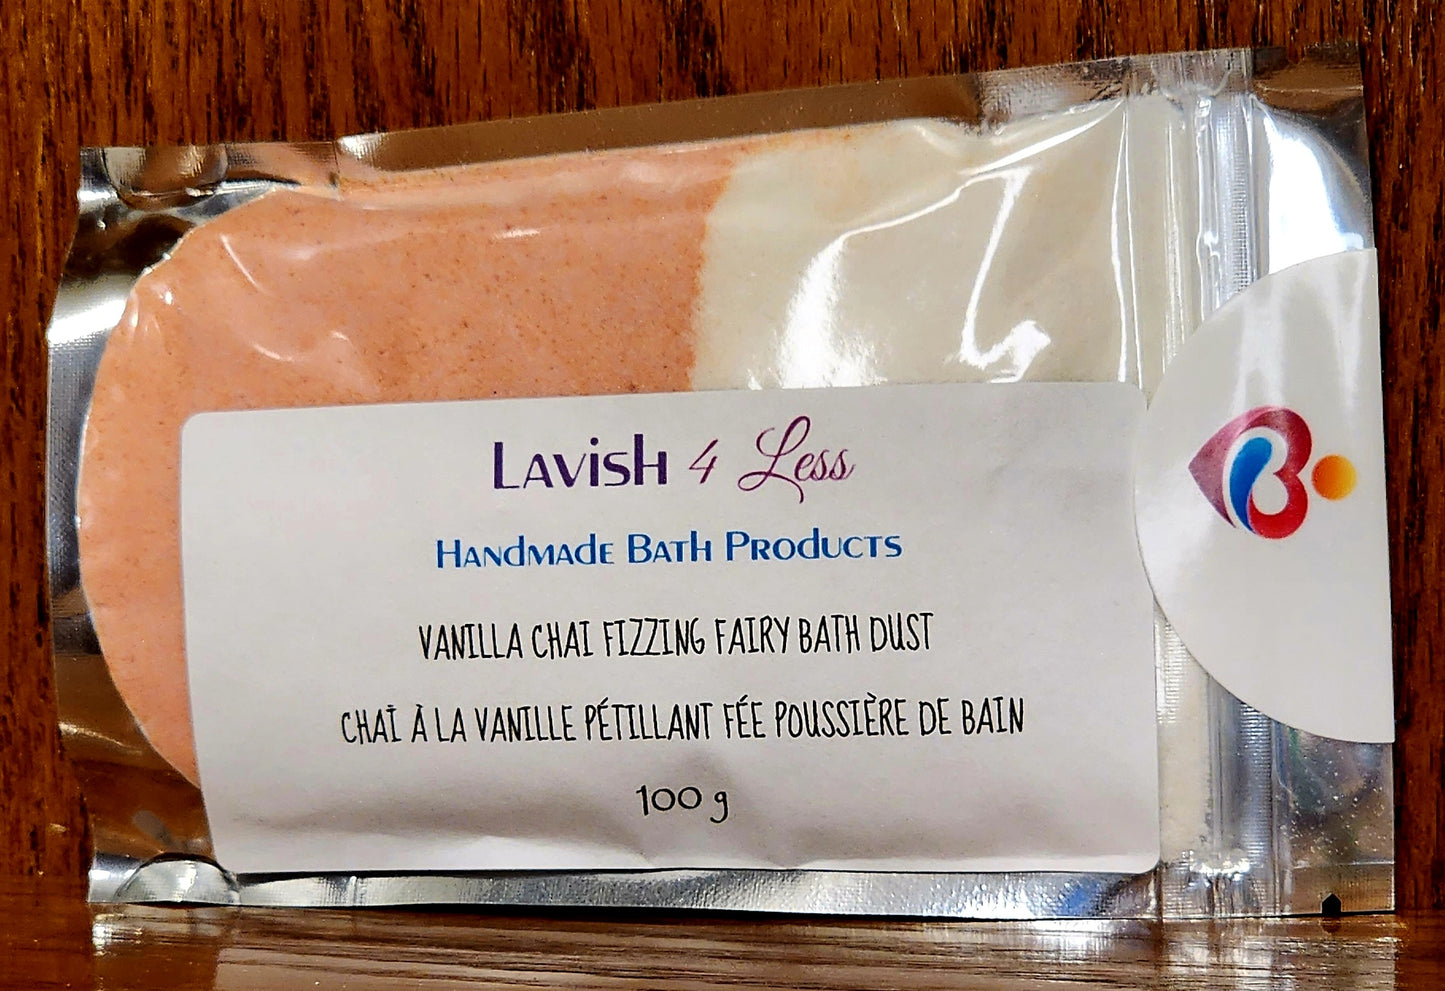 Lavish 4 Less
Handmade Bath Products
VANILLA CHAI FIZZING FAIRY BATH DUST
CHAÏ À LA VANILLE PÉTILLANT FÉE POUSSIÈRE DE BAIN
100 g